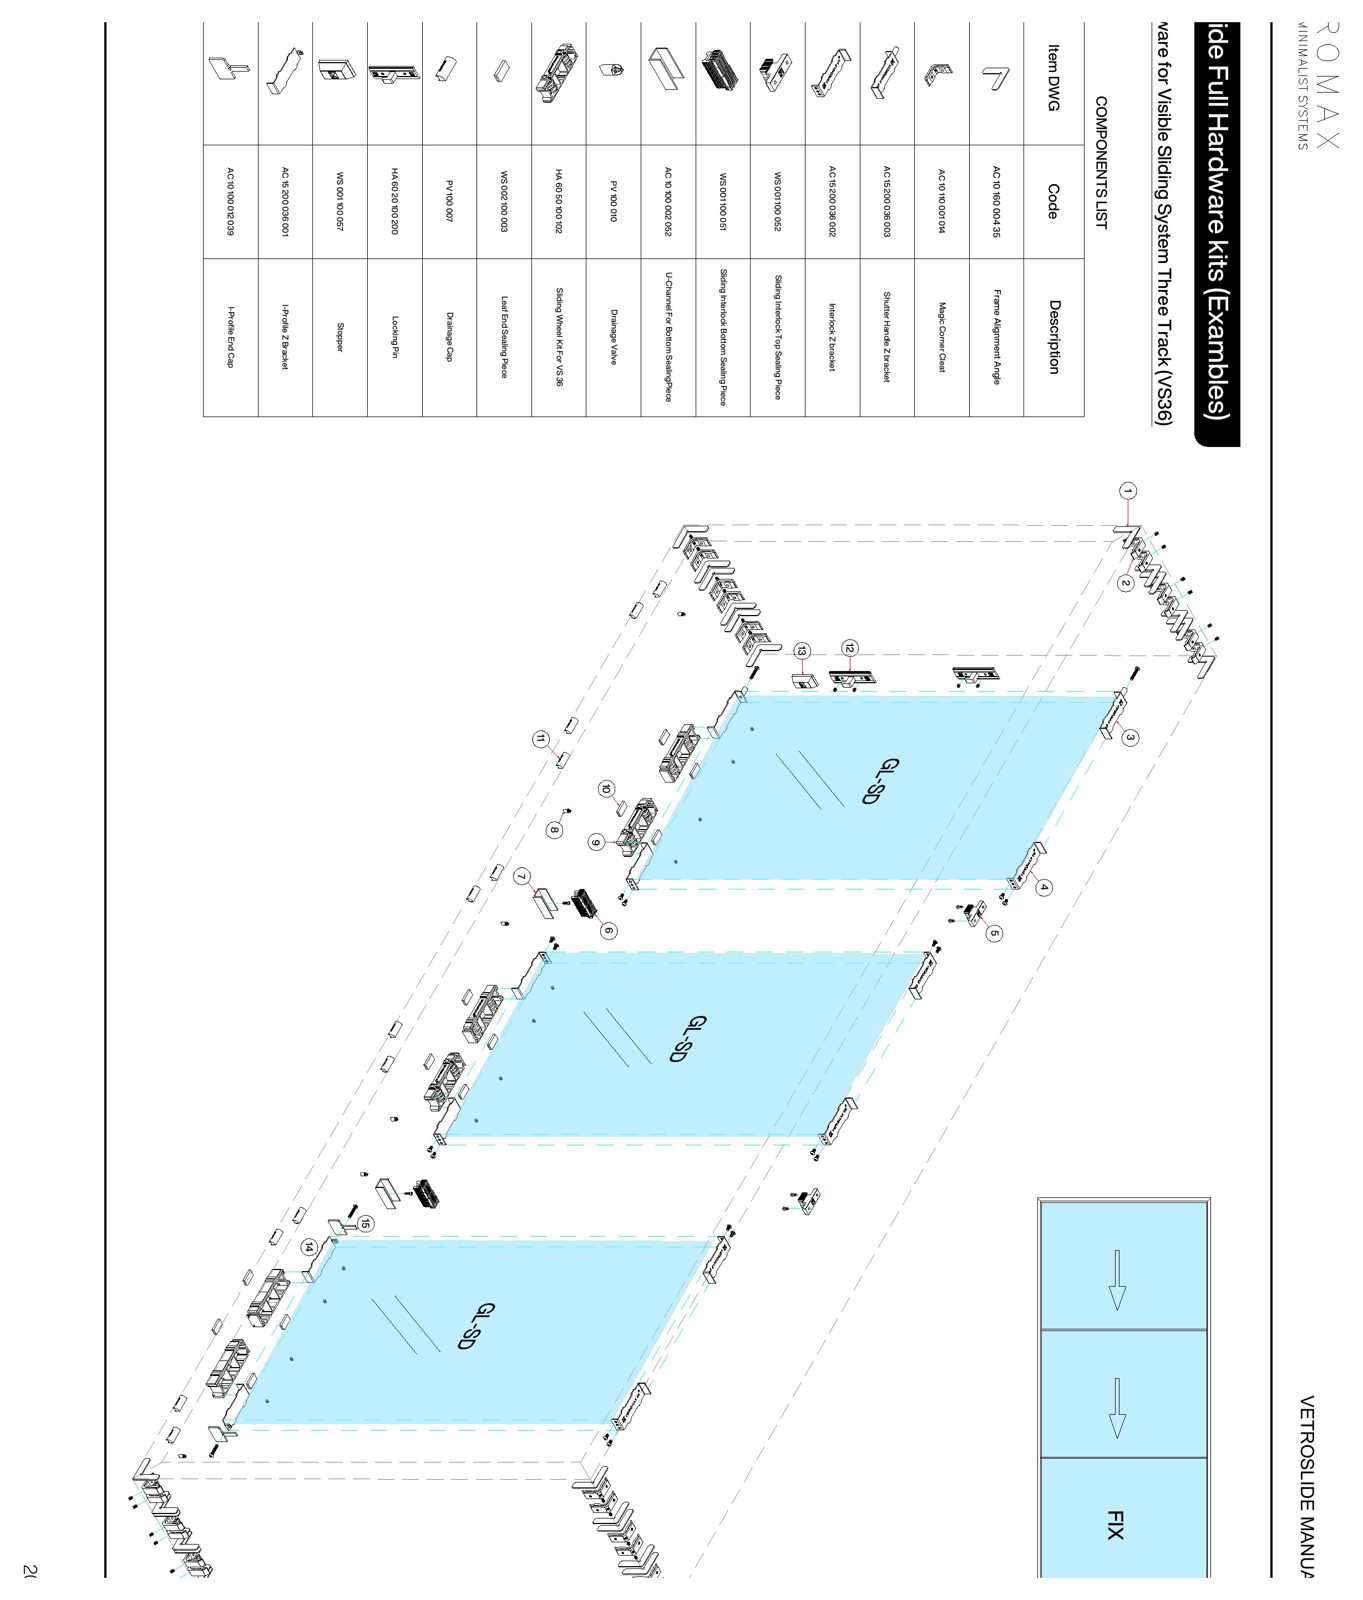 ROMAX
MINIMALIST SYSTEMS
VETROSLIDE MANUA
ide Full Hardware kits (Exambles)
ware for Visible Sliding System Three Track (VS36)
COMPONENTS LIST
Item DWG Code Description
AC 10 160 004 35 Frame Alignment Angle
AC 10 110 001 014 Magic Corner Cleat
AC 15 200 036 003 Shutter Handle Z bracket
AC 15 200 036 002 Interlock Z bracket
WS 001 100 052 Sliding Interlock Top Sealing Piece
WS 001 100 051 Sliding Interlock Bottom Sealing Piece
AC 10 100 002 052 U-Channel For Bottom SealingPiece
PV 100 010 Drainage Valve
HA 60 50 100 102 Sliding Wheel Kit For VS 36
WS 002 100 003 Leaf End Sealing Piece
PV 100 007 Drainage Cap
HA 60 20 100 200 Locking Pin
WS 001 100 057 Stopper
AC 15 200 036 001 I-Profile Z Bracket
AC 10 100 012 039 I-Profile End Cap
1
2
3
4
5
6
7
8
9
10
11
12
13
14
15
GL-SD
GL-SD
GL-SD
FIX